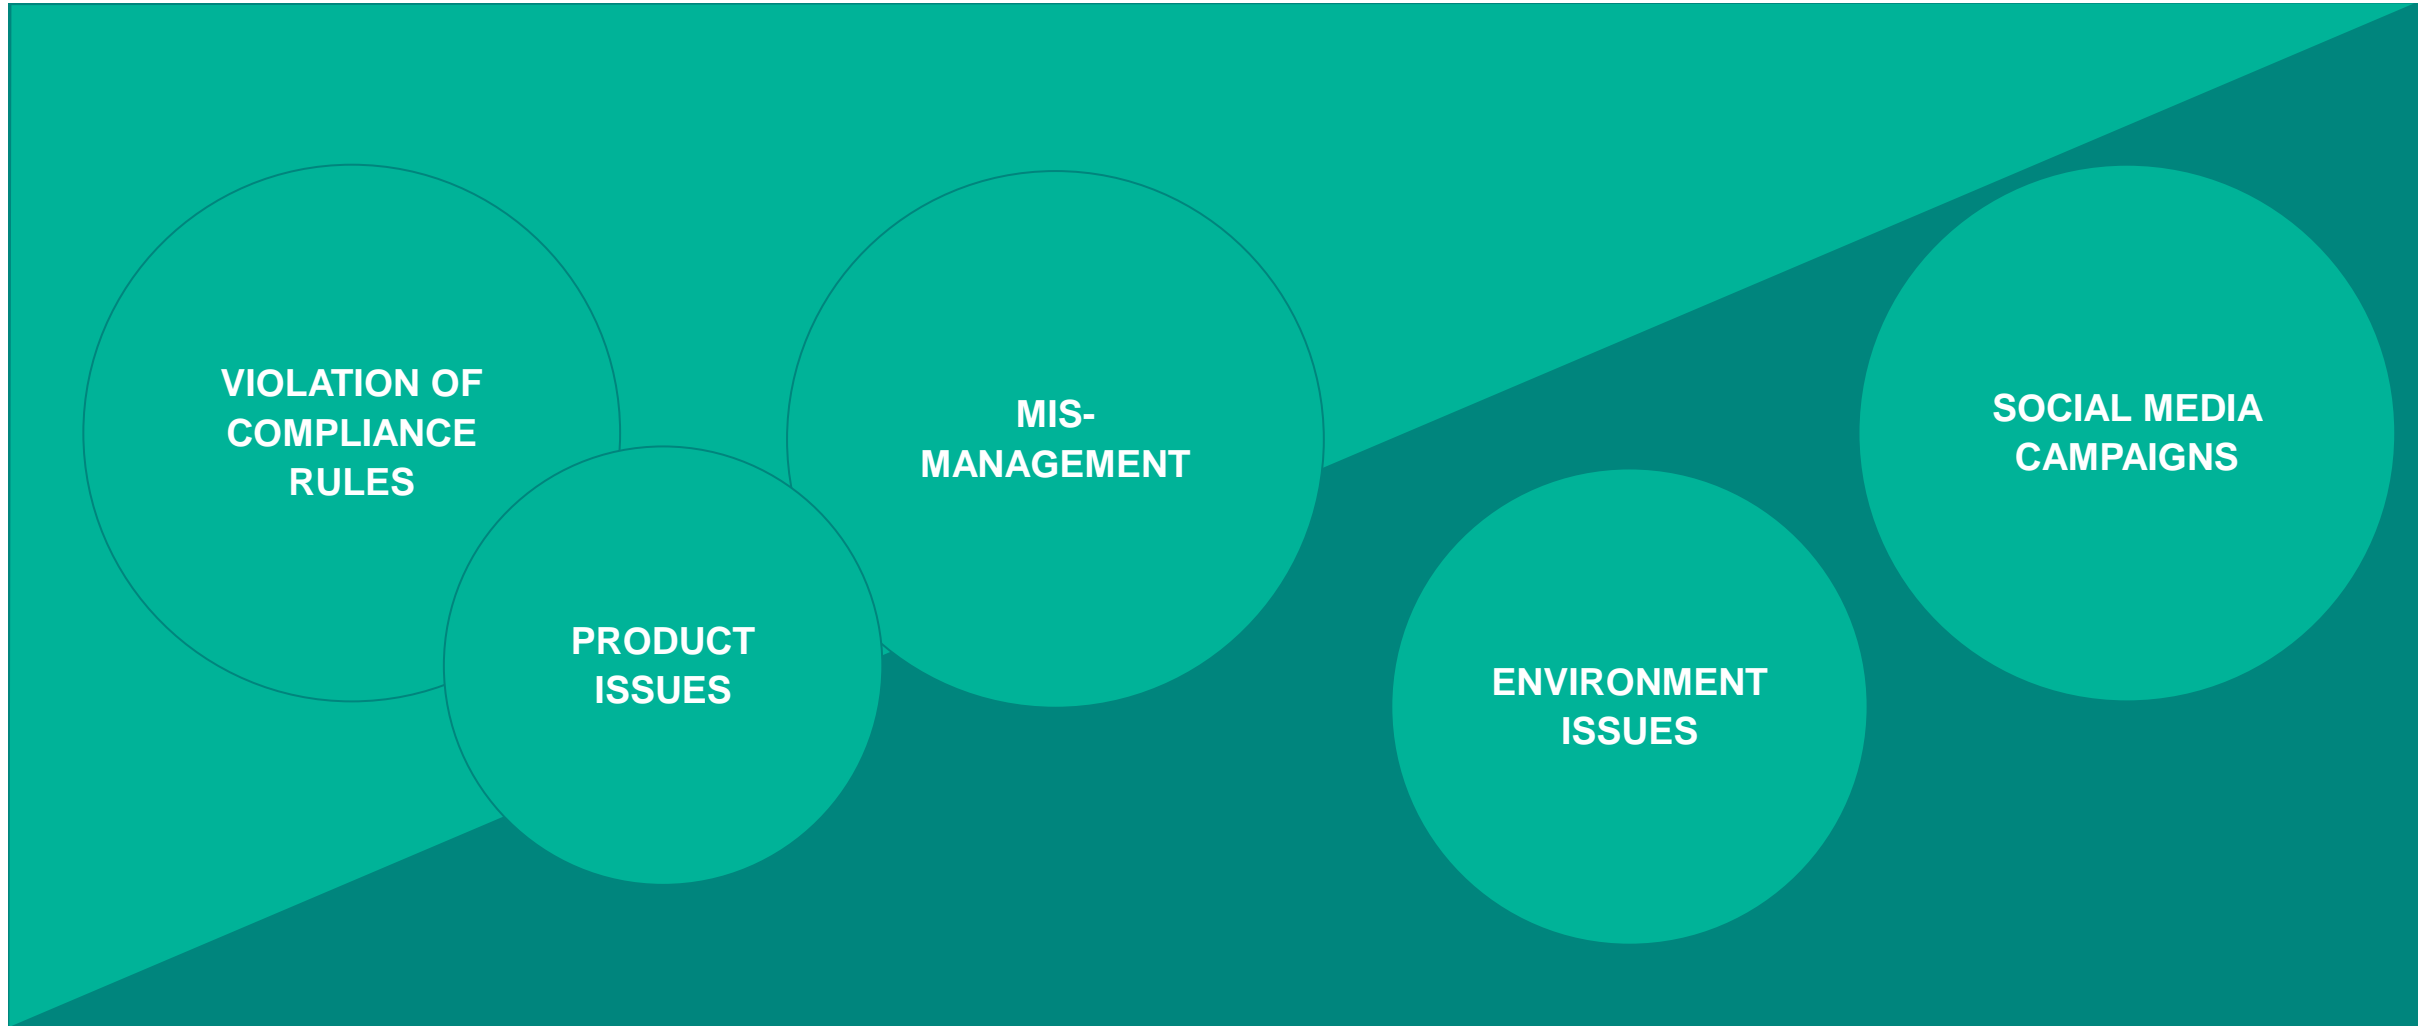 VIOLATION OF
COMPLIANCE
RULES
MIS-
MANAGEMENT
PRODUCT
ISSUES
ENVIRONMENT
ISSUES
SOCIAL MEDIA
CAMPAIGNS